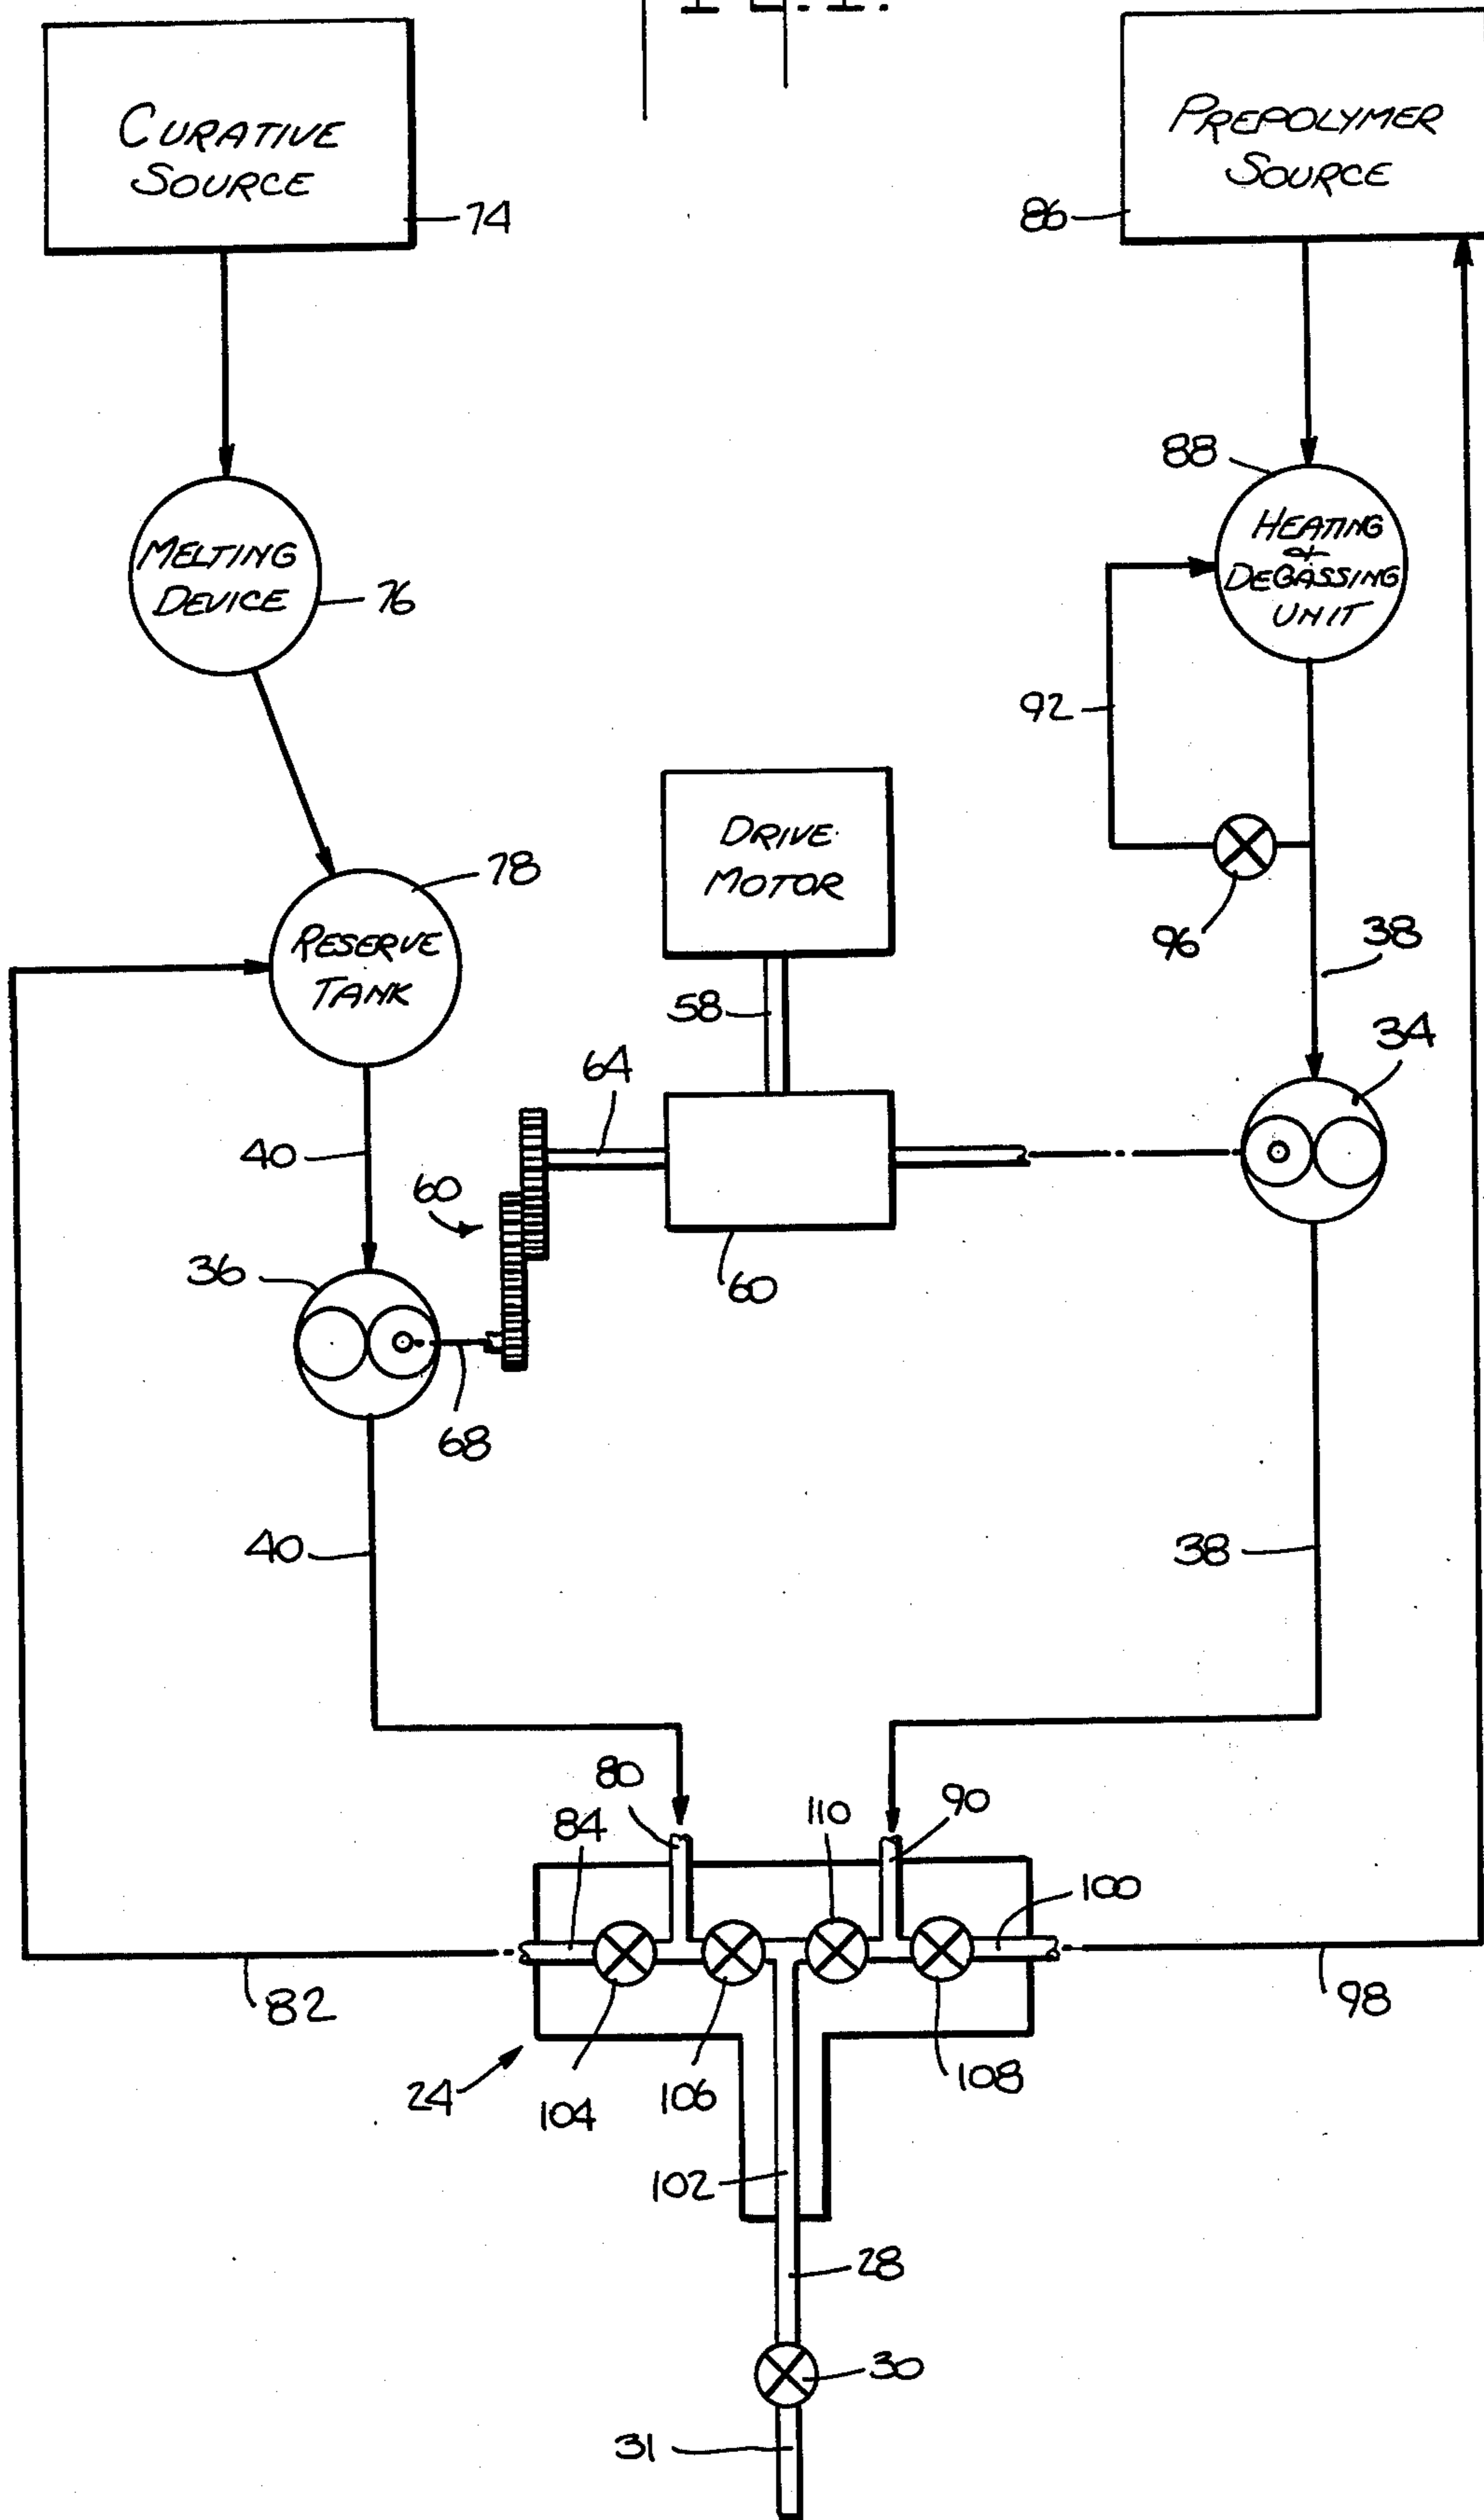 CURATIVE
SOURCE
74
PREPOLYMER
SOURCE
86
MELTING
DEVICE
76
88
HEATING
&
DEGASSING
UNIT
92
96
DRIVE
MOTOR
78
RESERVE
TANK
38
58
34
64
40
60
36
60
68
40
38
80
84
110
90
100
82
98
24
104
106
108
102
28
30
31